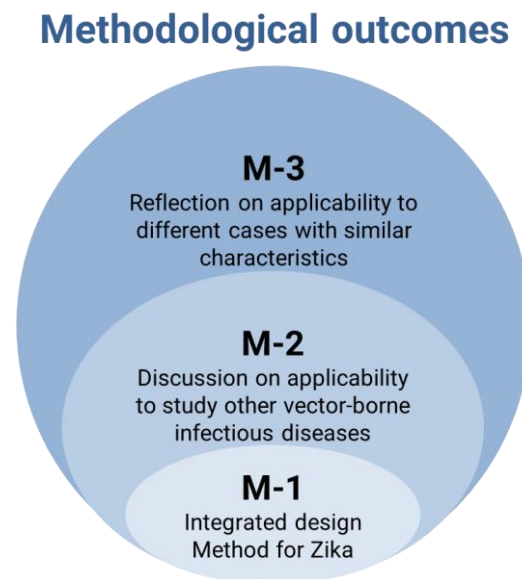 Methodological outcomes
M-3
Reflection on applicability to
different cases with similar
characteristics
M-2
Discussion on applicability
to study other vector-borne
infectious diseases
M-1
Integrated design
Method for Zika